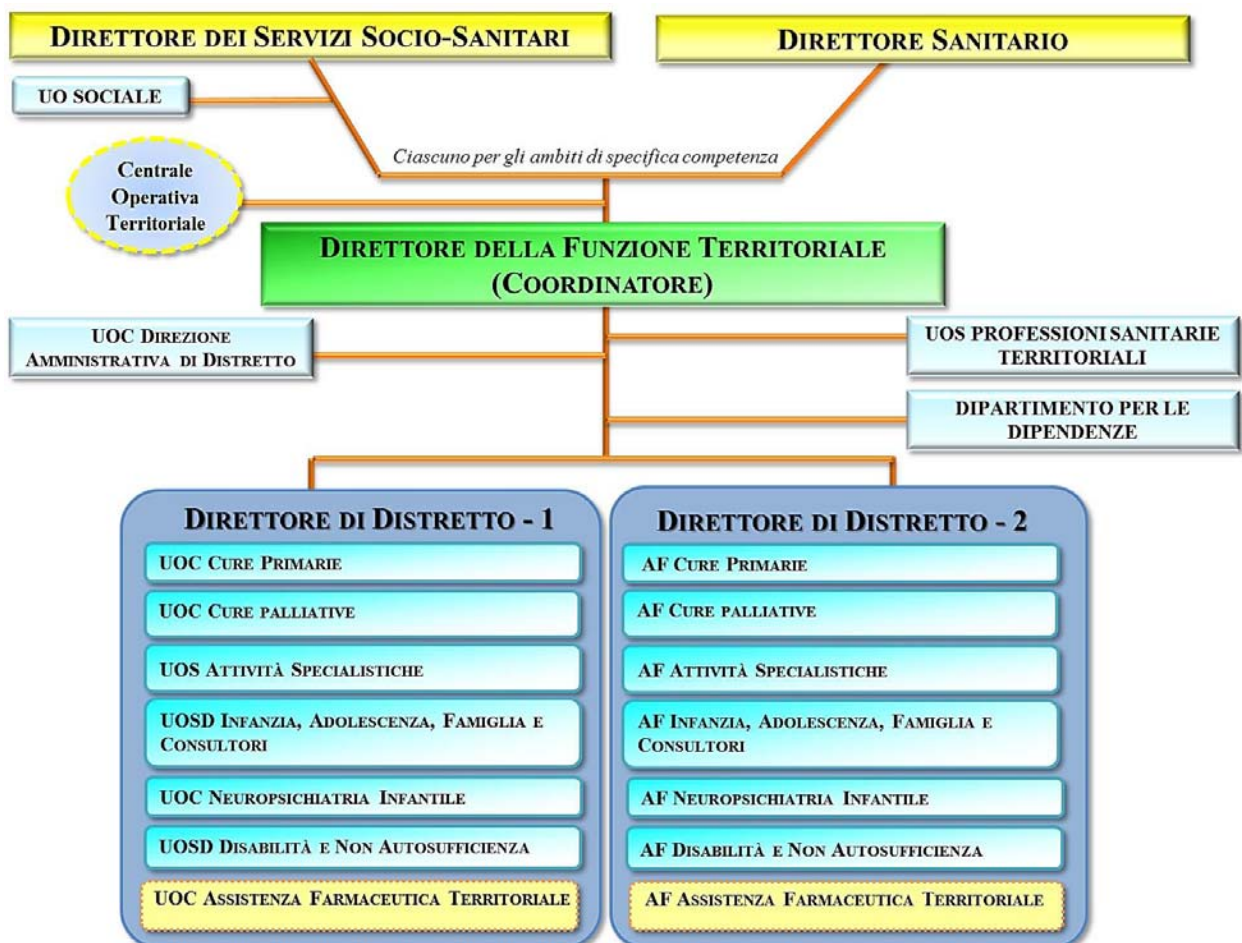 DIRETTORE DEI SERVIZI SOCIO-SANITARI
DIRETTORE SANITARIO
UO SOCIALE
Ciascuno per gli ambiti di specifica competenza
Centrale
Operativa
Territoriale
DIRETTORE DELLA FUNZIONE TERRITORIALE
(COORDINATORE)
UOC DIREZIONE
AMMINISTRATIVA DI DISTRETTO
UOS PROFESSIONI SANITARIE
TERRITORIALI
DIPARTIMENTO PER LE
DIPENDENZE
DIRETTORE DI DISTRETTO - 1
UOC CURE PRIMARIE
UOC CURE PALLIATIVE
UOS ATTIVITÀ SPECIALISTICHE
UOSD INFANZIA, ADOLESCENZA, FAMIGLIA E
CONSULTORI
UOC NEUROPSICHIATRIA INFANTILE
UOSD DISABILITÀ E NON AUTOSUFFICIENZA
UOC ASSISTENZA FARMACEUTICA TERRITORIALE
DIRETTORE DI DISTRETTO - 2
AF CURE PRIMARIE
AF CURE PALLIATIVE
AF ATTIVITÀ SPECIALISTICHE
AF INFANZIA, ADOLESCENZA, FAMIGLIA E
CONSULTORI
AF NEUROPSICHIATRIA INFANTILE
AF DISABILITÀ E NON AUTOSUFFICIENZA
AF ASSISTENZA FARMACEUTICA TERRITORIALE